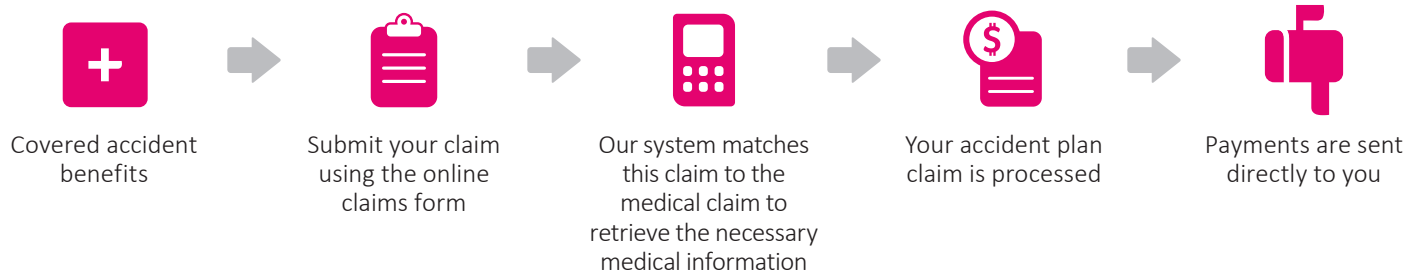 $
Covered accident
benefits
Submit your claim
using the online
claims form
Our system matches
this claim to the
medical claim to
retrieve the necessary
medical information
Your accident plan
claim is processed
Payments are sent
directly to you